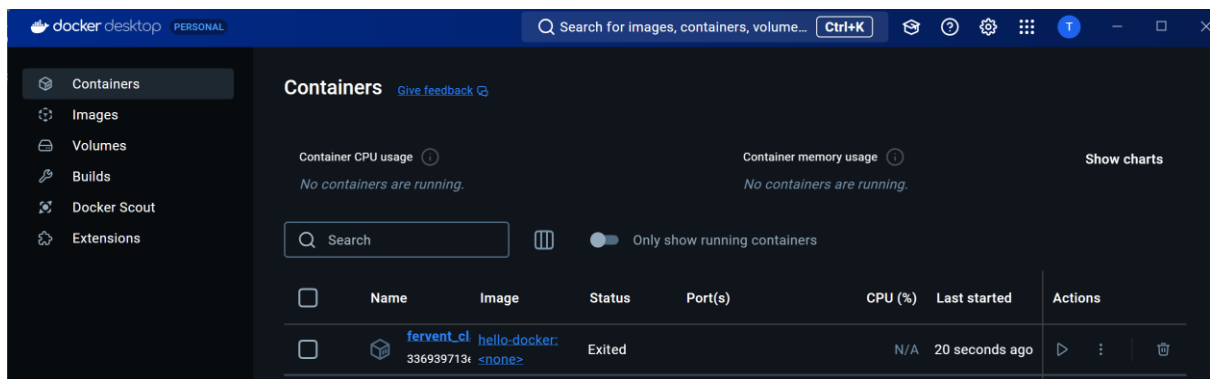 docker desktop PERSONAL
Search for images, containers, volume... Ctrl+K
T
Containers
Images
Volumes
Builds
Docker Scout
Extensions
Containers Give feedback
Container CPU usage
No containers are running.
Container memory usage
No containers are running.
Show charts
Search
Only show running containers
Name Image Status Port(s) CPU (%) Last started Actions
fervent_cl hello-docker: Exited N/A 20 seconds ago
336939713e <none>